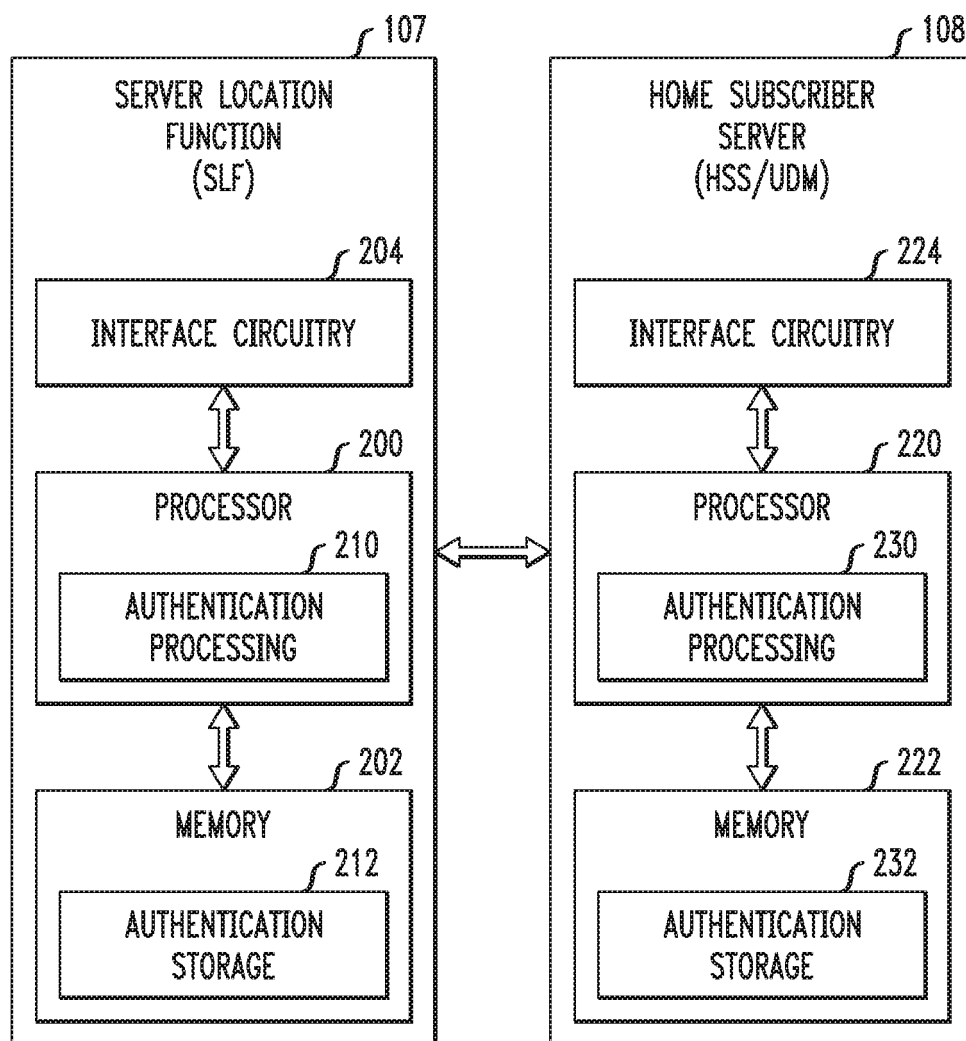 107
SERVER LOCATION
FUNCTION
(SLF)
204
INTERFACE CIRCUITRY
200
PROCESSOR
210
AUTHENTICATION
PROCESSING
202
MEMORY
212
AUTHENTICATION
STORAGE
108
HOME SUBSCRIBER
SERVER
(HSS/UDM)
224
INTERFACE CIRCUITRY
220
PROCESSOR
230
AUTHENTICATION
PROCESSING
222
MEMORY
232
AUTHENTICATION
STORAGE